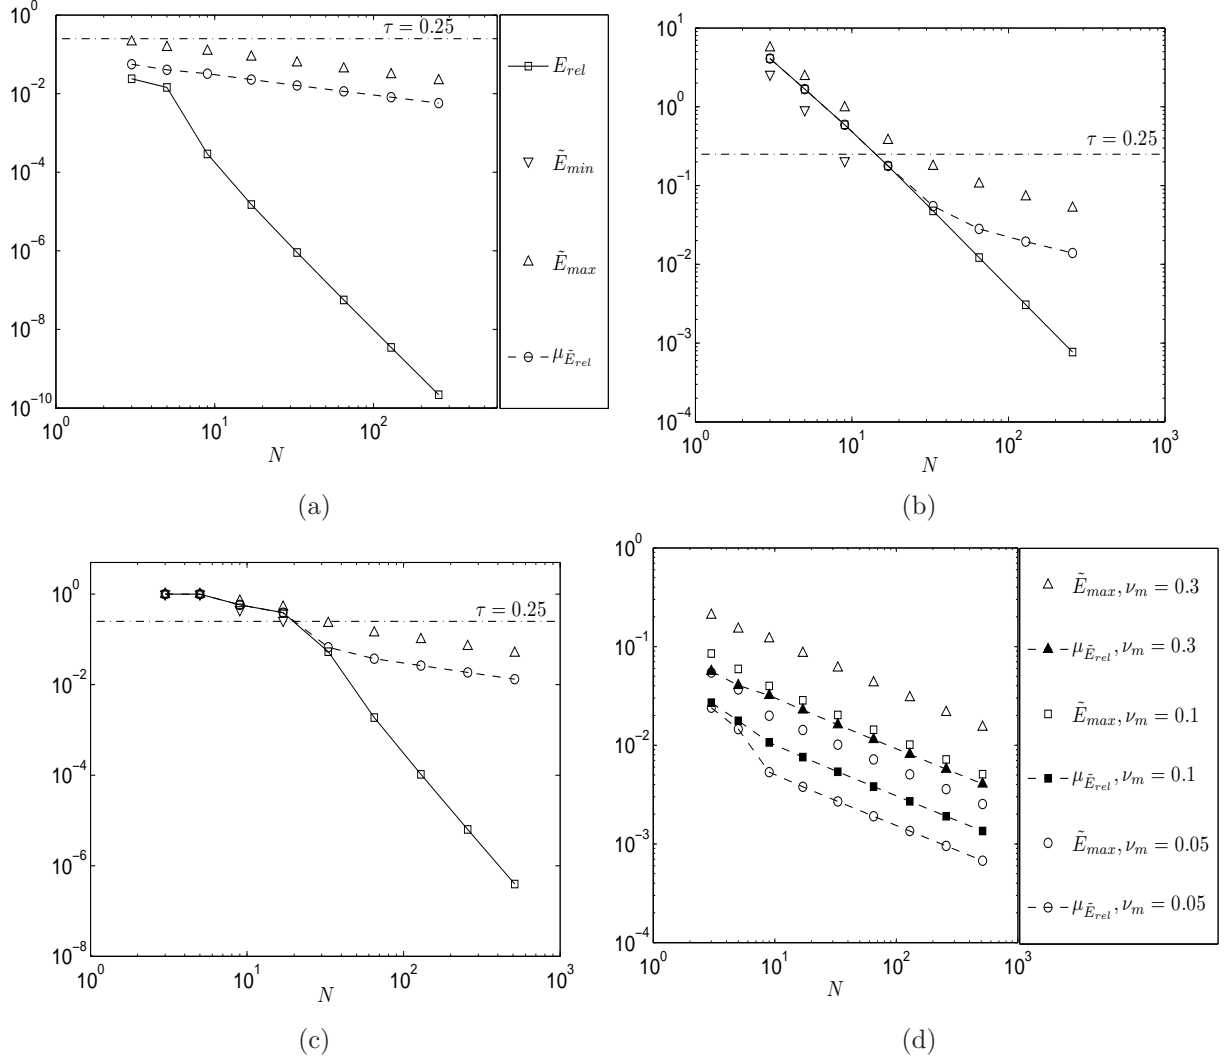 10^0
10^-2
10^-4
10^-6
10^-8
10^-10
10^0
10^1
10^2
N
τ = 0.25
E_rel
Ẽ_min
Ẽ_max
μ_Ẽ_rel
(a)
10^1
10^0
10^-1
10^-2
10^-3
10^-4
10^0
10^1
10^2
10^3
N
τ = 0.25
(b)
10^0
10^-2
10^-4
10^-6
10^-8
10^0
10^1
10^2
10^3
N
τ = 0.25
(c)
10^0
10^-1
10^-2
10^-3
10^-4
10^0
10^1
10^2
10^3
N
Ẽ_max, ν_m = 0.3
μ_Ẽ_rel, ν_m = 0.3
Ẽ_max, ν_m = 0.1
μ_Ẽ_rel, ν_m = 0.1
Ẽ_max, ν_m = 0.05
μ_Ẽ_rel, ν_m = 0.05
(d)